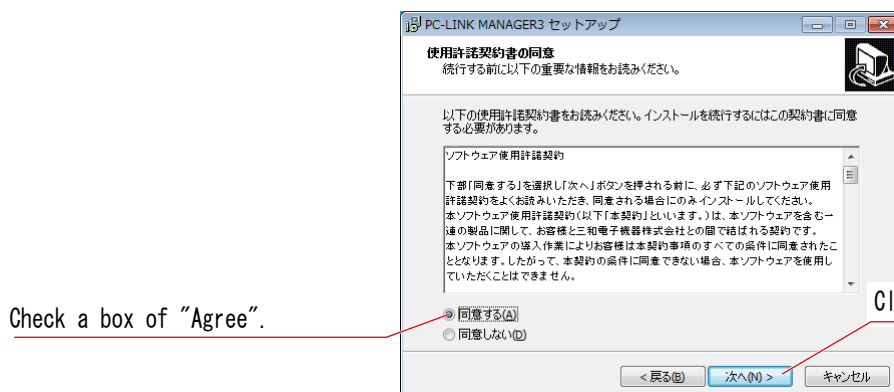 PC-LINK MANAGER3 セットアップ
使用許諾契約書の同意
続行する前に以下の重要な情報をお読みください。
以下の使用許諾契約書をお読みください。インストールを続行するにはこの契約書に同意
する必要があります。
ソフトウェア使用許諾契約
下部「同意する」を選択し「次へ」ボタンを押される前に、必ず下記のソフトウェア使用
許諾契約をよくお読みいただき、同意される場合にのみインストールしてください。
本ソフトウェア使用許諾契約(以下「本契約」といいます。)は、本ソフトウェアを含む一
連の製品に関して、お客様と三和電子機器株式会社との間で結ばれる契約です。
本ソフトウェアの導入作業によりお客様は本契約事項のすべての条件に同意されたこ
ととなります。したがって、本契約の条件に同意できない場合、本ソフトウェアを使用し
ていただくことはできません。
Check a box of "Agree".
同意する(A)
Cl
同意しない(D)
< 戻る(B)
次へ(N) >
キャンセル